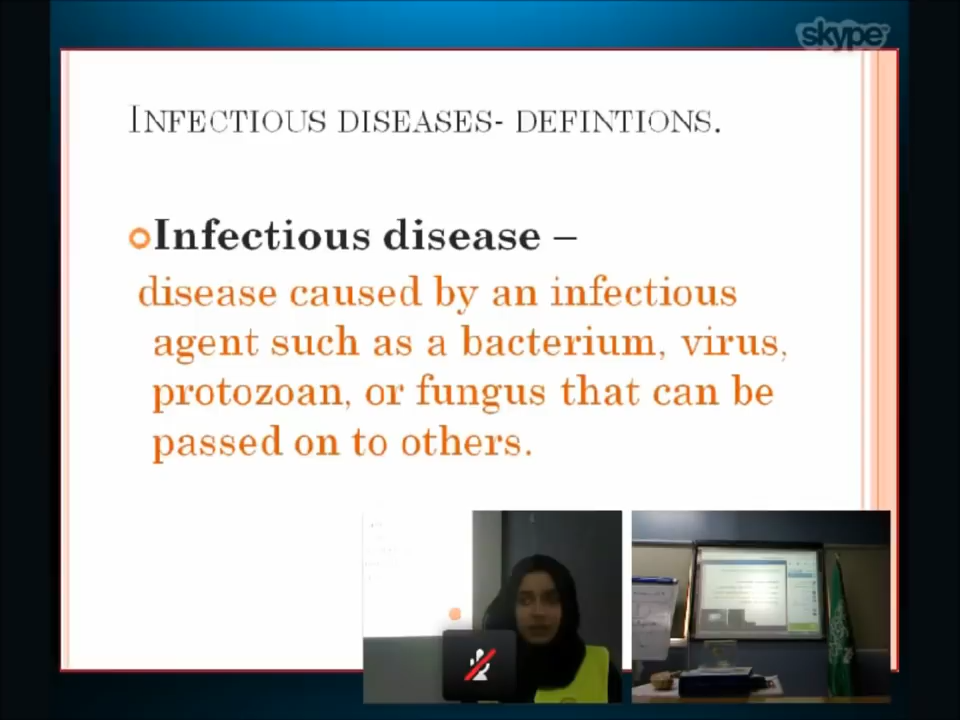 skype
INFECTIOUS DISEASES- DEFINTIONS.
Infectious disease –
disease caused by an infectious
agent such as a bacterium, virus,
protozoan, or fungus that can be
passed on to others.